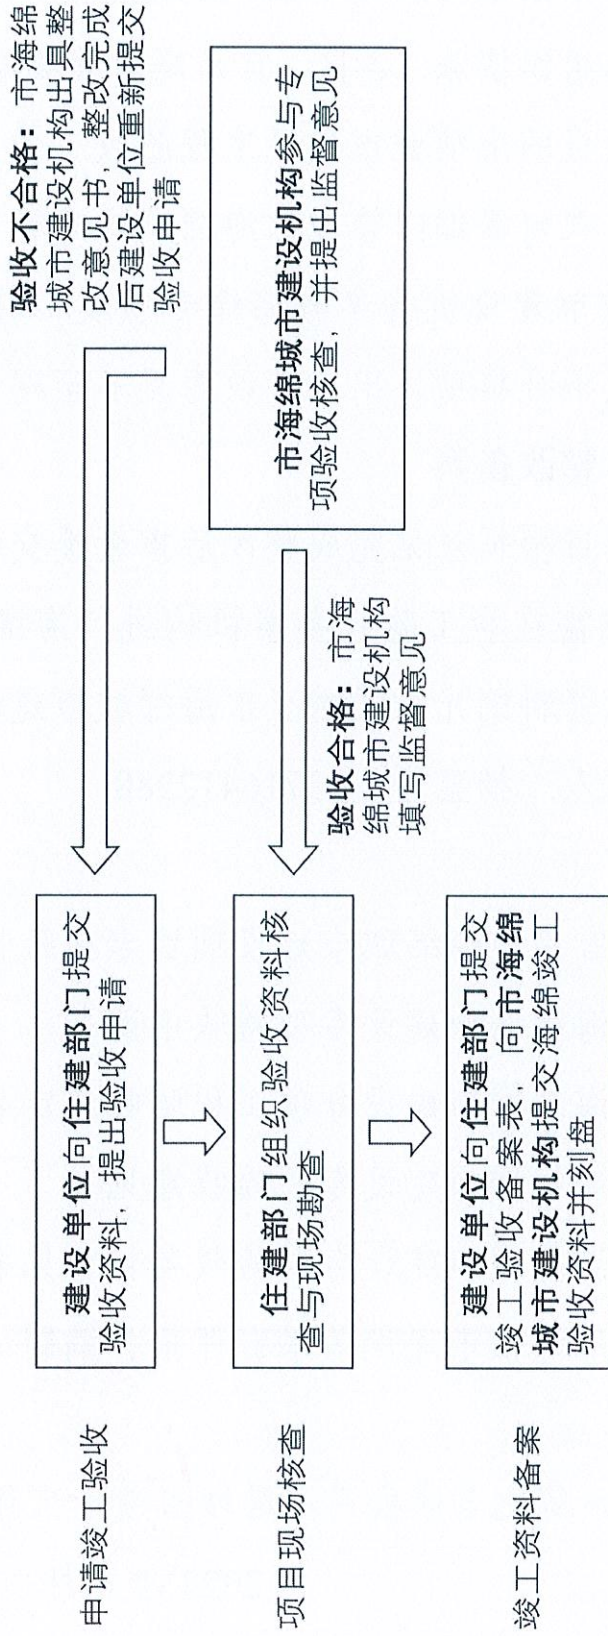 申请竣工验收
建设单位向住建部门提交
验收资料，提出验收申请
验收不合格：市海绵
城市建设机构出具整
改意见书，整改完成
后建设单位重新提交
验收申请
项目现场核查
住建部门组织验收资料核
查与现场勘查
验收合格：市海
绵城市建设机构
填写监督意见
市海绵城市建设机构参与专
项验收核查，并提出监督意见
竣工资料备案
建设单位向住建部门提交
竣工验收备案表，向市海绵
城市建设机构提交海绵竣工
验收资料并刻盘